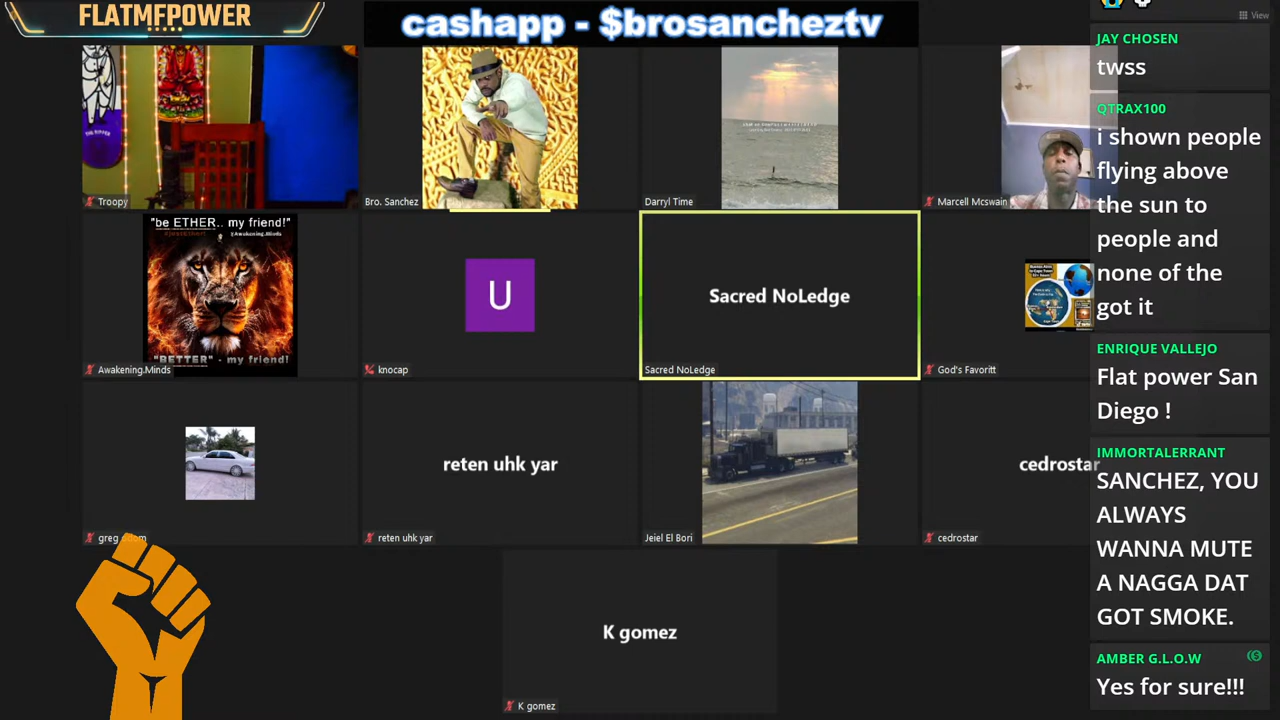 FLATMFPOWER
cashapp - $brosancheztv
View
Troopy
Bro. Sanchez
Darryl Time
Marcell Mcswain
"be ETHER.. my friend!"
@Awakening.Minds
"BETTER" - my friend!
Awakening.Minds
U
knocap
Sacred NoLedge
Sacred NoLedge
God's Favoritt
greg
reten uhk yar
reten uhk yar
Jeiel El Bori
cedrostar
cedrostar
K gomez
K gomez
JAY CHOSEN
twss
QTRAX100
i shown people
flying above
the sun to
people and
none of the
got it
ENRIQUE VALLEJO
Flat power San
Diego !
IMMORTALERRANT
SANCHEZ, YOU
ALWAYS
WANNA MUTE
A NAGGA DAT
GOT SMOKE.
AMBER G.L.O.W
Yes for sure!!!